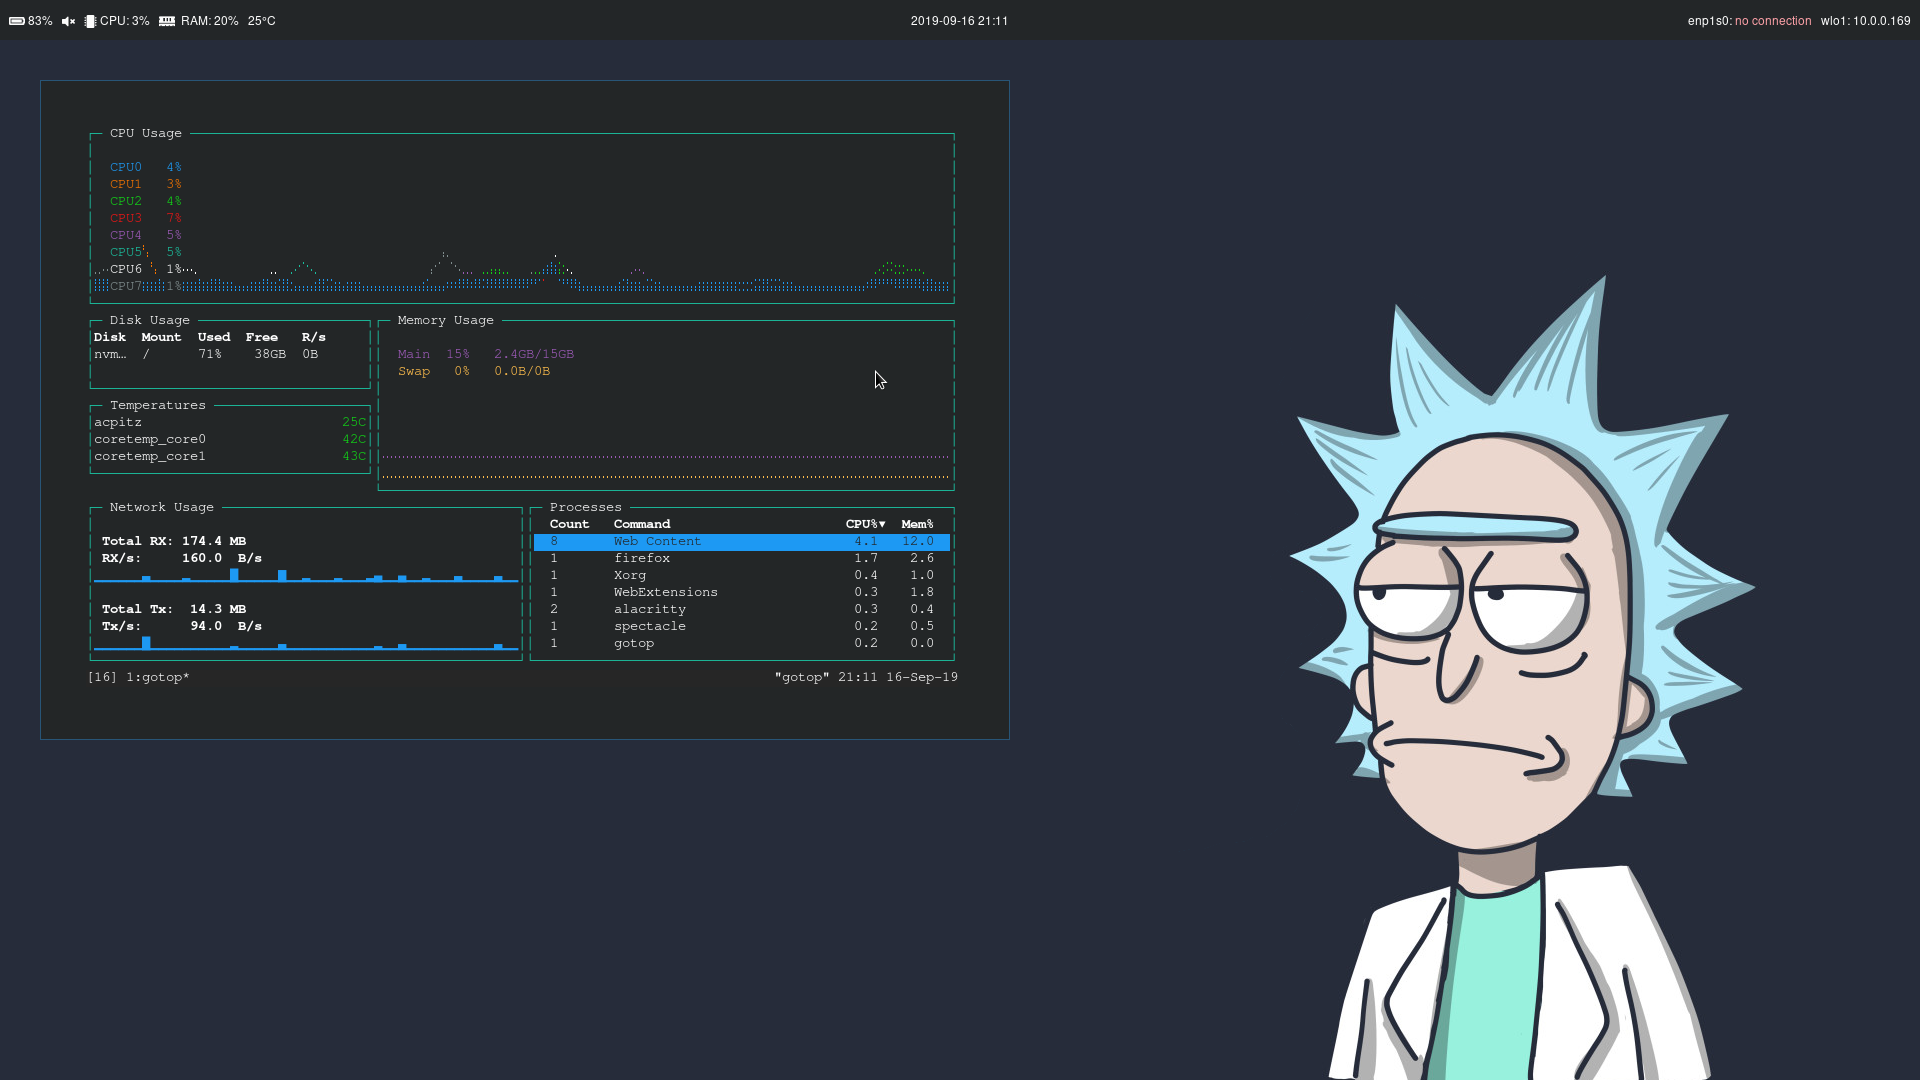 83% CPU: 3% RAM: 20% 25°C 2019-09-16 21:11 enp1s0: no connection wlo1: 10.0.0.169
CPU Usage
CPU0 4%
CPU1 3%
CPU2 4%
CPU3 7%
CPU4 5%
CPU5 5%
CPU6 1%
CPU7 1%
Disk Usage
Disk Mount Used Free R/s
nvm… / 71% 38GB 0B
Memory Usage
Main 15% 2.4GB/15GB
Swap 0% 0.0B/0B
Temperatures
acpitz 25C
coretemp_core0 42C
coretemp_core1 43C
Network Usage
Total RX: 174.4 MB
RX/s: 160.0 B/s
Total Tx: 14.3 MB
Tx/s: 94.0 B/s
Processes
Count Command CPU%▼ Mem%
8 Web Content 4.1 12.0
1 firefox 1.7 2.6
1 Xorg 0.4 1.0
1 WebExtensions 0.3 1.8
2 alacritty 0.3 0.4
1 spectacle 0.2 0.5
1 gotop 0.2 0.0
[16] 1:gotop* "gotop" 21:11 16-Sep-19